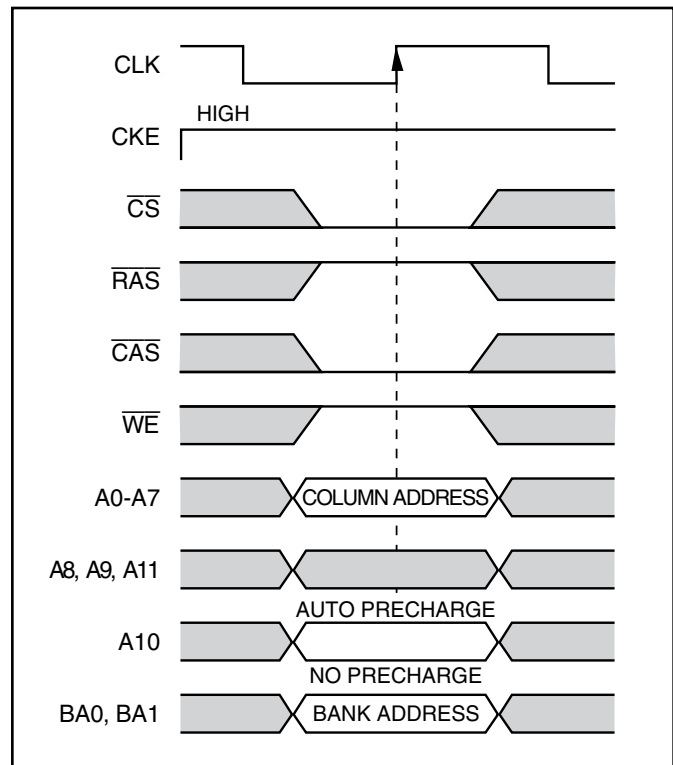 CLK
HIGH
CKE
CS
RAS
CAS
WE
A0-A7 COLUMN ADDRESS
A8, A9, A11
AUTO PRECHARGE
A10
NO PRECHARGE
BA0, BA1 BANK ADDRESS